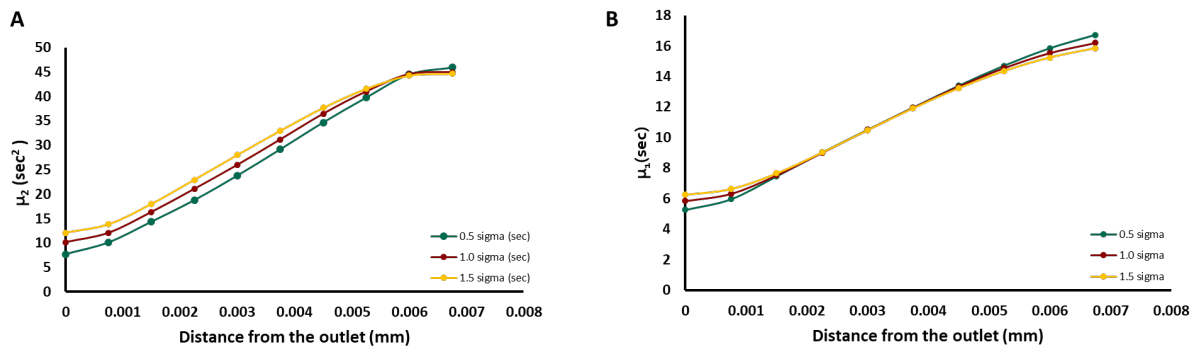 A
μ₂ (sec²)
50
45
40
35
30
25
20
15
10
5
0
0 0.001 0.002 0.003 0.004 0.005 0.006 0.007 0.008
Distance from the outlet (mm)
0.5 sigma (sec)
1.0 sigma (sec)
1.5 sigma (sec)
B
μ₁(sec)
18
16
14
12
10
8
6
4
2
0
0 0.001 0.002 0.003 0.004 0.005 0.006 0.007 0.008
Distance from the outlet (mm)
0.5 sigma
1.0 sigma
1.5 sigma